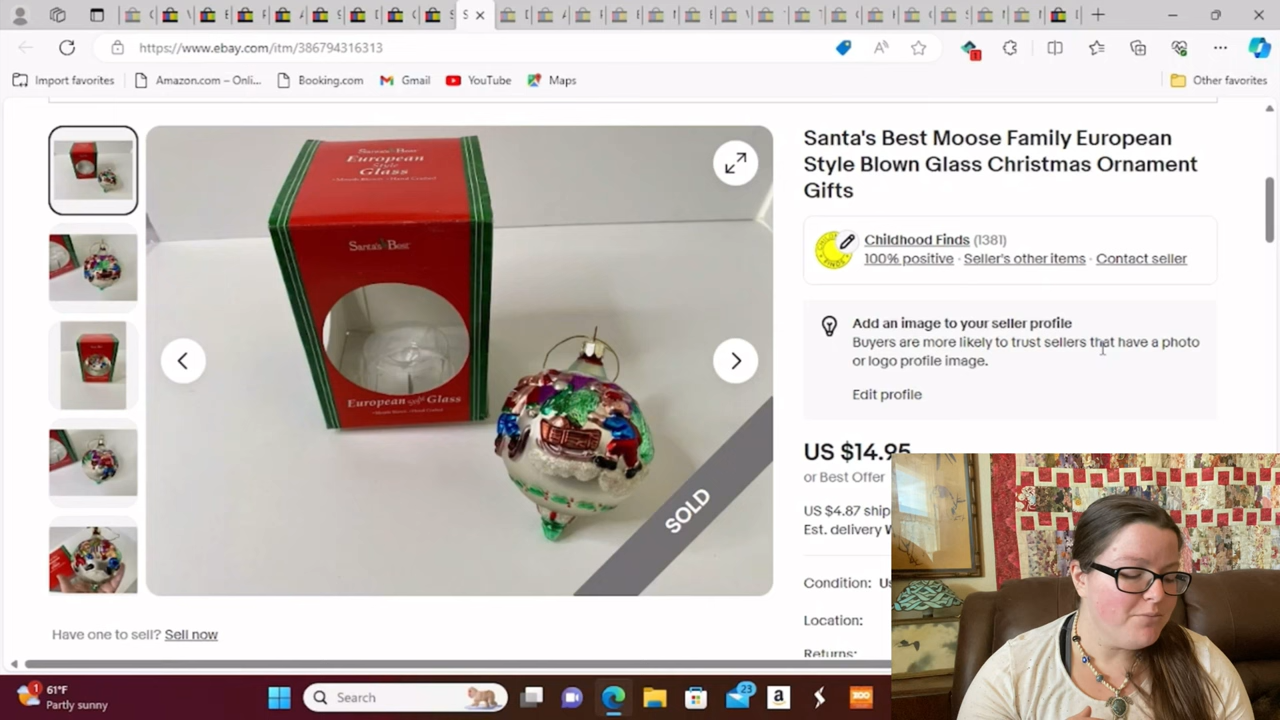 https://www.ebay.com/itm/386794316313
Import favorites
Amazon.com – Onli...
Booking.com
Gmail
YouTube
Maps
Other favorites
Santa's Best
European
Style
Glass
Santa's Best
European Style Glass
SOLD
Have one to sell? Sell now
Santa's Best Moose Family European
Style Blown Glass Christmas Ornament
Gifts
Childhood Finds (1381)
100% positive · Seller's other items · Contact seller
Add an image to your seller profile
Buyers are more likely to trust sellers that have a photo
or logo profile image.
Edit profile
US $14.95
or Best Offer
US $4.87 ship
Est. delivery W
Condition: Us
Location:
Returns:
1
61°F
Partly sunny
Search
23